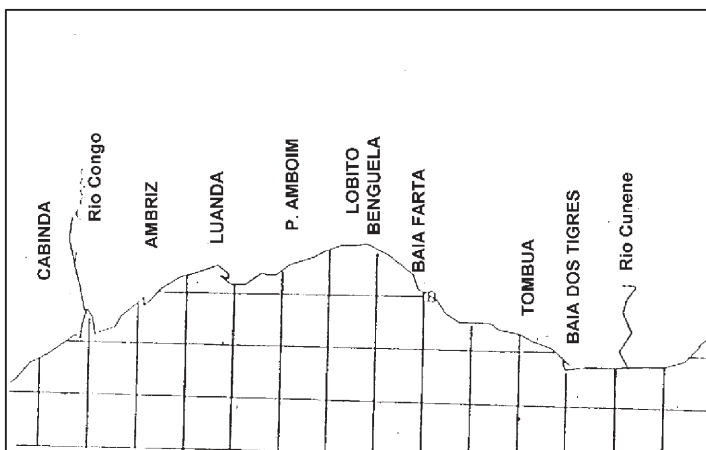 CABINDA
Rio Congo
AMBRIZ
LUANDA
P. AMBOIM
LOBITO
BENGUELA
BAIA FARTA
TOMBUA
BAIA DOS TIGRES
Rio Cunene